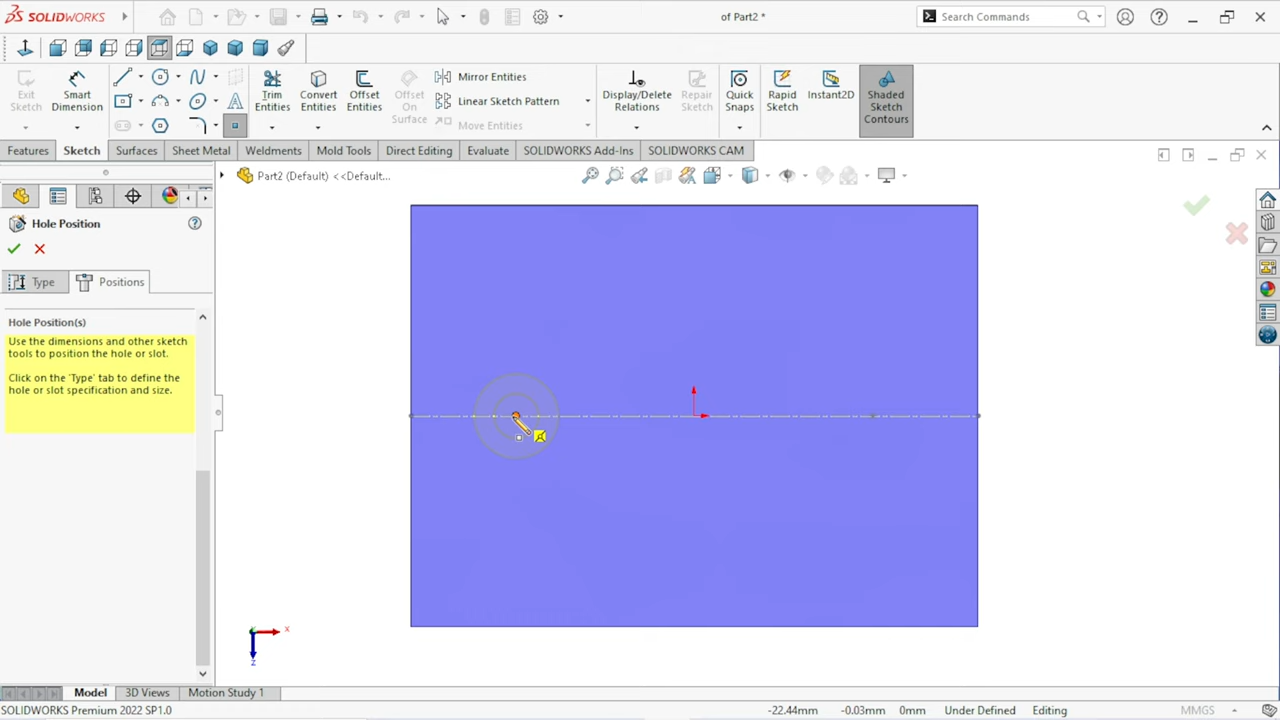 SOLIDWORKS
of Part2 *
Search Commands
Exit Sketch
Smart Dimension
Trim Entities
Convert Entities
Offset Entities
Offset On Surface
Mirror Entities
Linear Sketch Pattern
Move Entities
Display/Delete Relations
Repair Sketch
Quick Snaps
Rapid Sketch
Instant2D
Shaded Sketch Contours
Features
Sketch
Surfaces
Sheet Metal
Weldments
Mold Tools
Direct Editing
Evaluate
SOLIDWORKS Add-Ins
SOLIDWORKS CAM
Part2 (Default) <<Default...
Hole Position
Type
Positions
Hole Position(s)
Use the dimensions and other sketch
tools to position the hole or slot.
Click on the 'Type' tab to define the
hole or slot specification and size.
x
Y
Z
Model
3D Views
Motion Study 1
SOLIDWORKS Premium 2022 SP1.0
-22.44mm
-0.03mm
0mm
Under Defined
Editing
MMGS